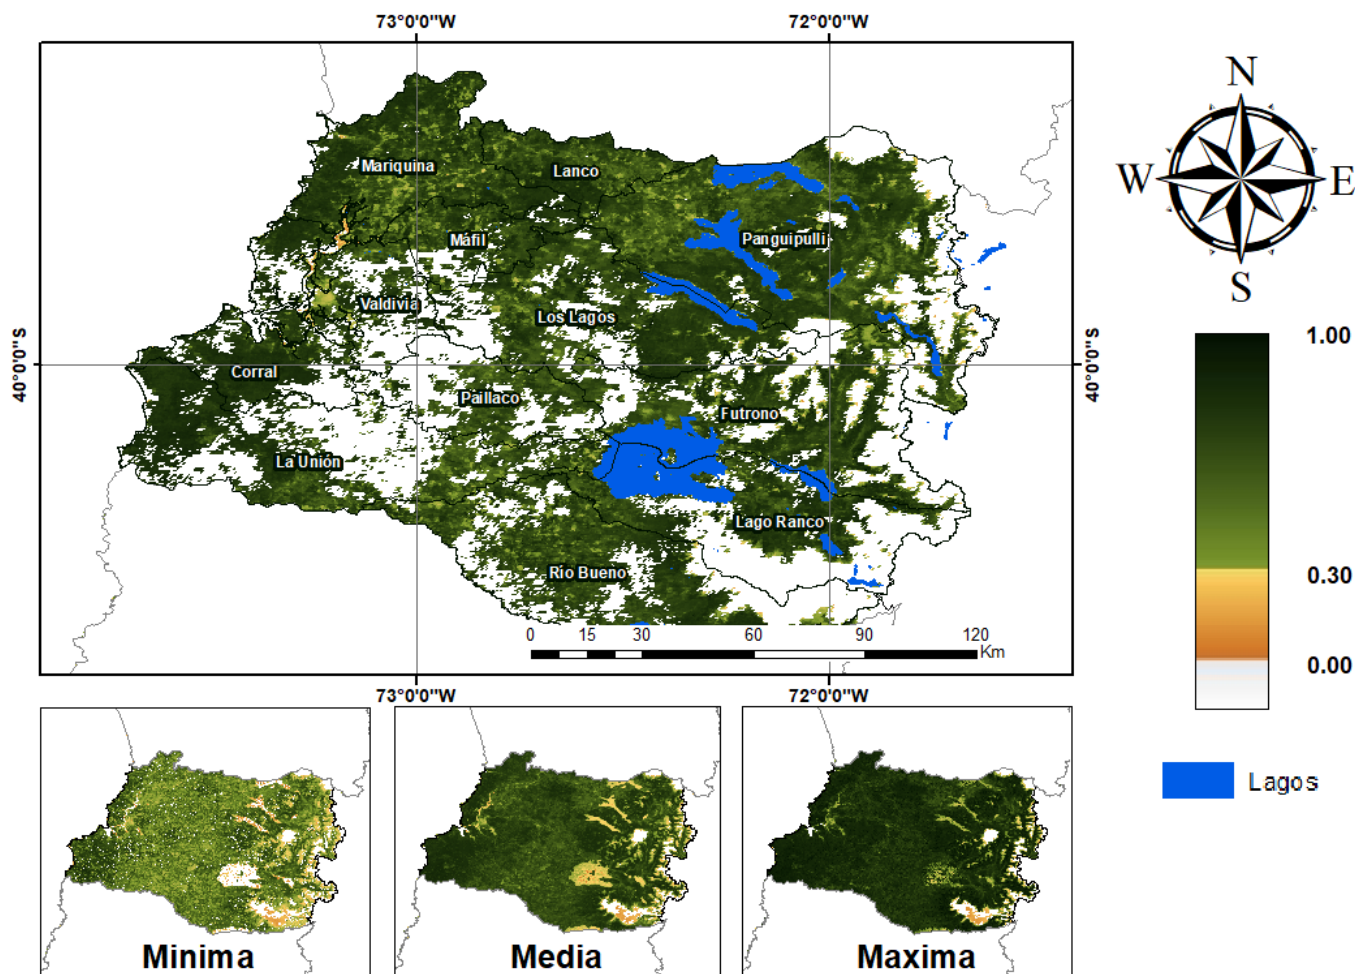 73°0'0"W
72°0'0"W
N
W
E
S
Mariquina
Lanco
Máfil
Panguipulli
Valdivia
Los Lagos
40°0'0"S
40°0'0"S
Corral
Paillaco
Futrono
La Unión
Lago Ranco
Río Bueno
1.00
0.30
0.00
0 15 30 60 90 120
Km
73°0'0"W
72°0'0"W
Lagos
Minima
Media
Maxima